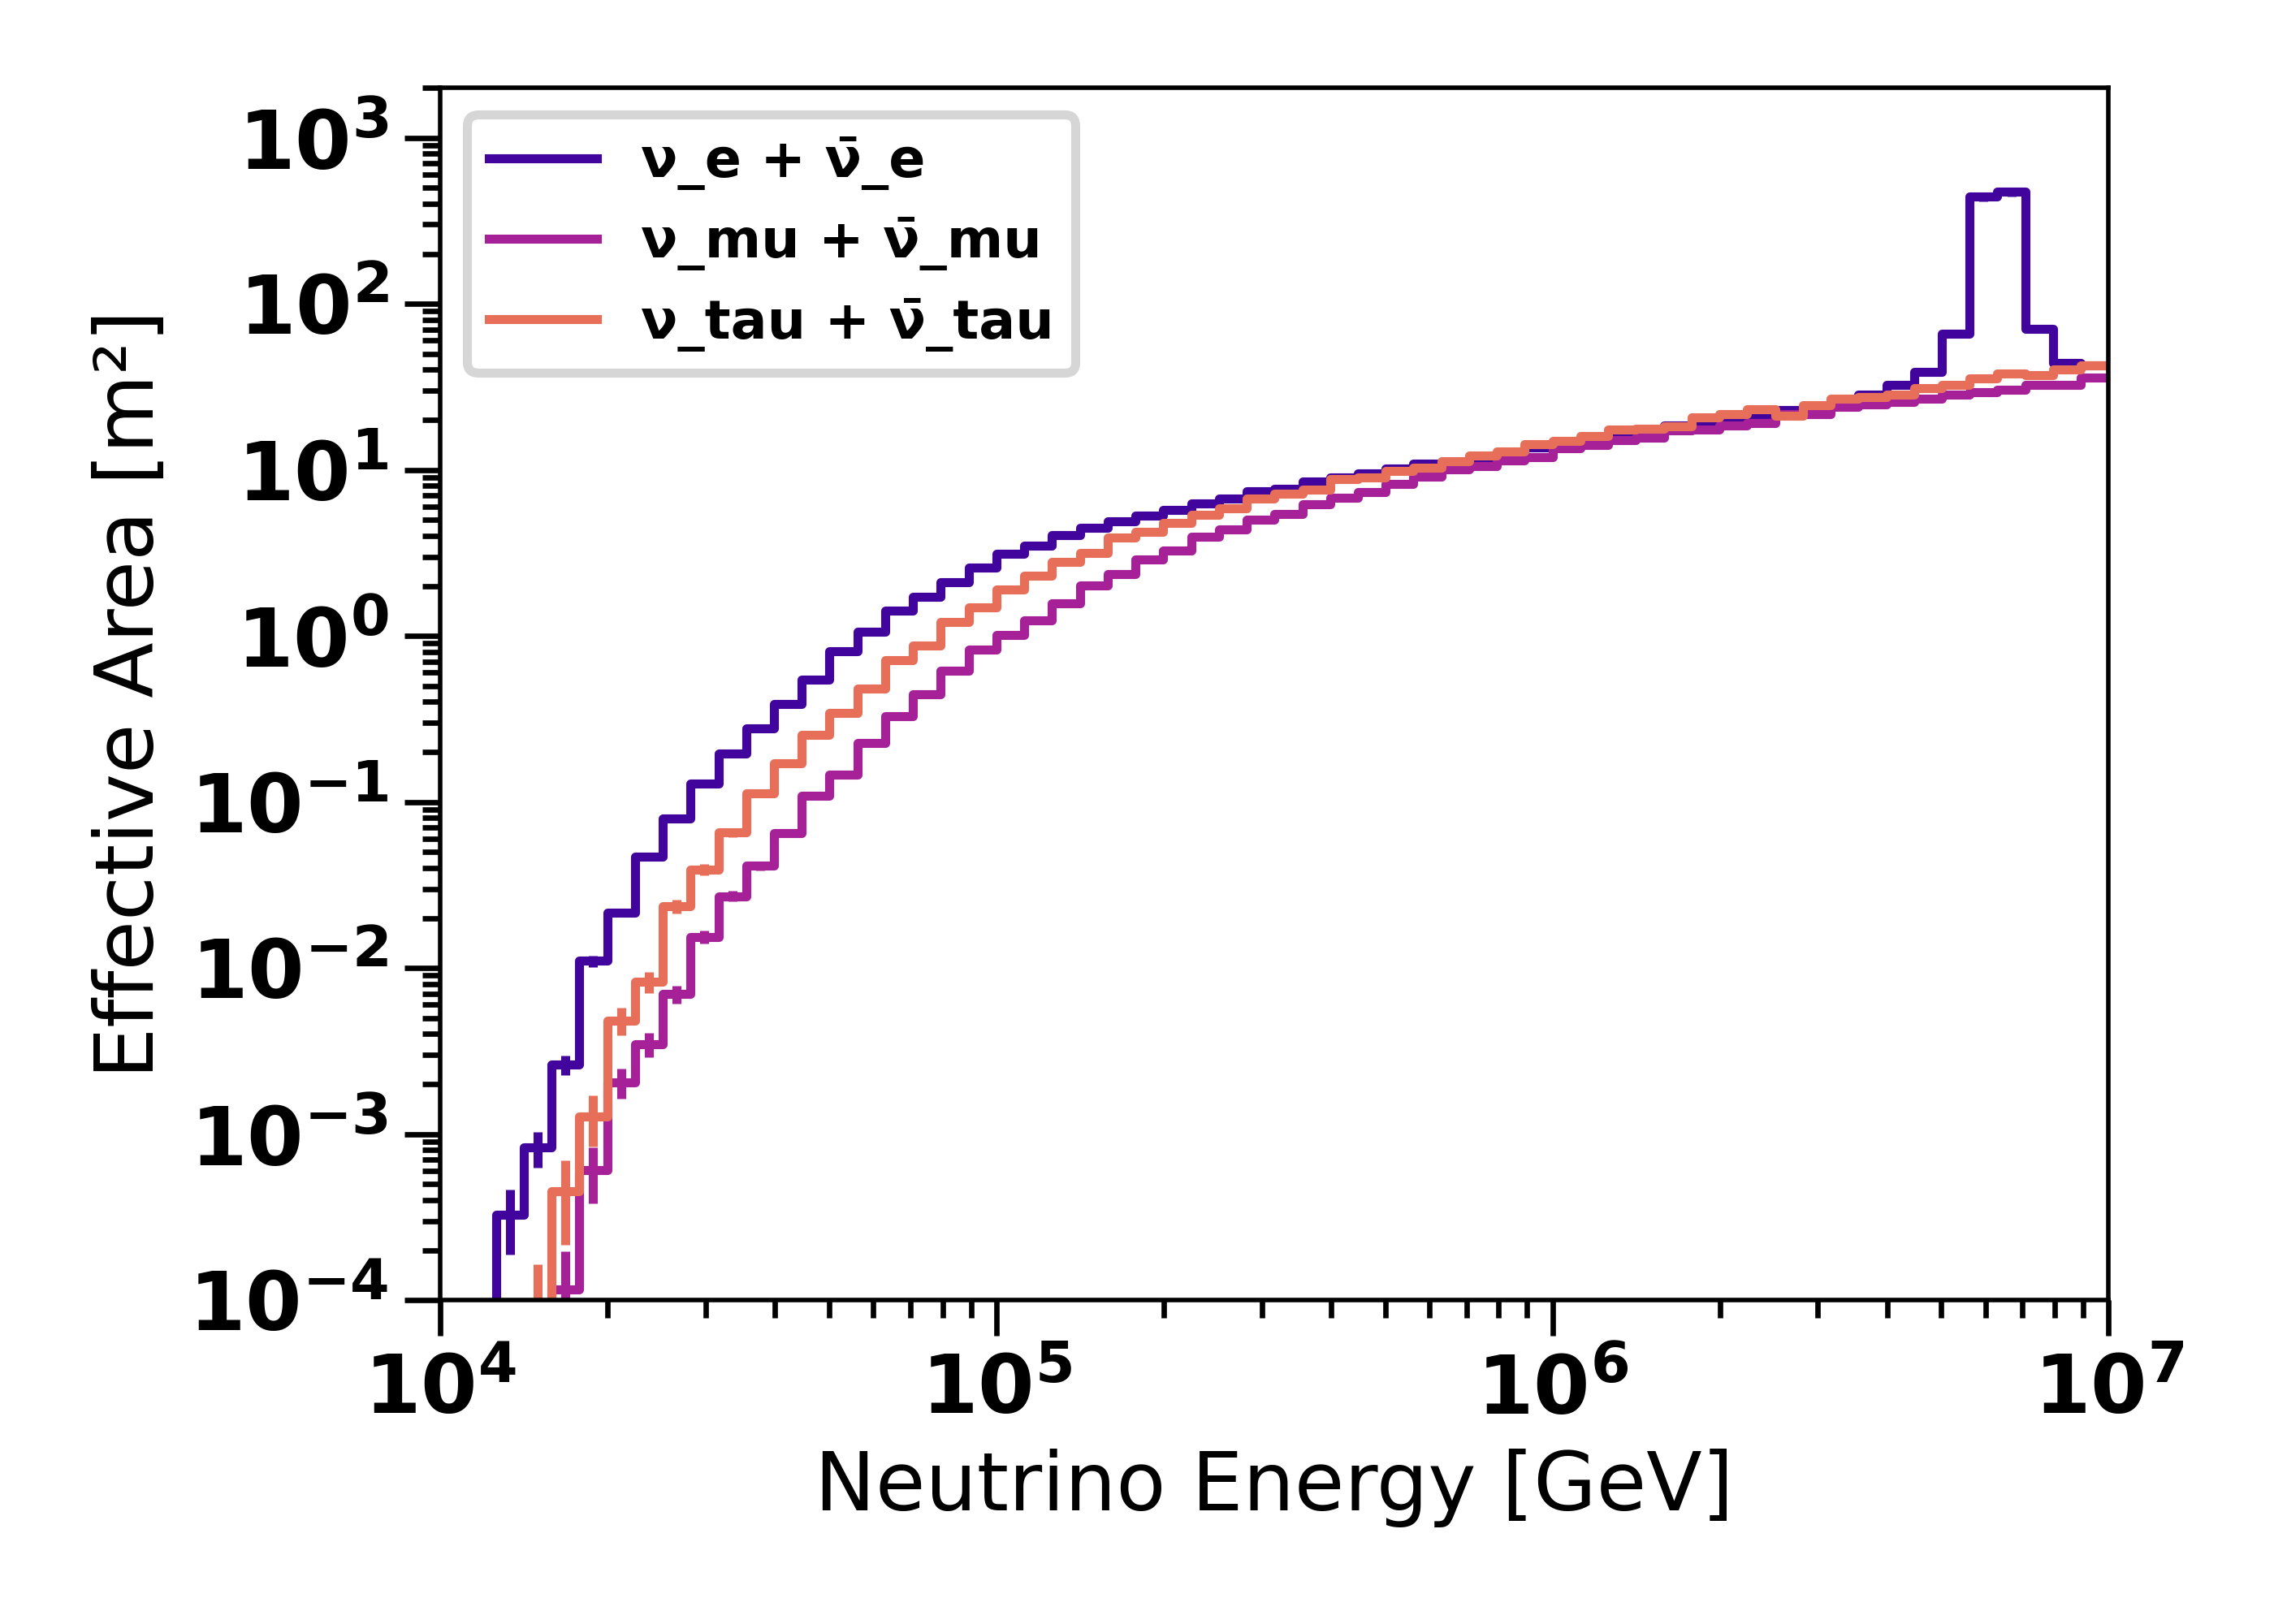 10³
10²
10¹
10⁰
10⁻¹
10⁻²
10⁻³
10⁻⁴
Effective Area [m²]
ν_e + ν̄_e
ν_mu + ν̄_mu
ν_tau + ν̄_tau
10⁴ 10⁵ 10⁶ 10⁷
Neutrino Energy [GeV]